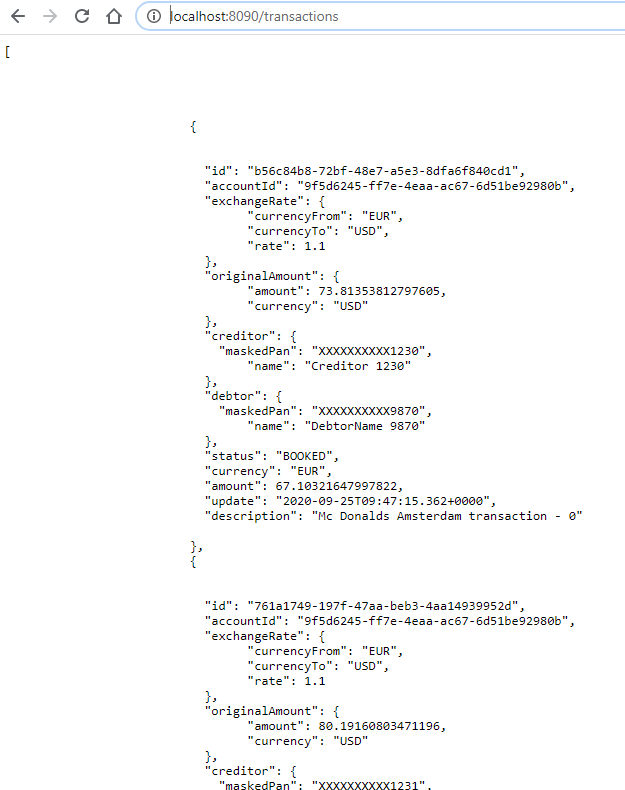 localhost:8090/transactions
[
{
"id": "b56c84b8-72bf-48e7-a5e3-8dfa6f840cd1",
"accountId": "9f5d6245-ff7e-4eaa-ac67-6d51be92980b",
"exchangeRate": {
"currencyFrom": "EUR",
"currencyTo": "USD",
"rate": 1.1
},
"originalAmount": {
"amount": 73.81353812797605,
"currency": "USD"
},
"creditor": {
"maskedPan": "XXXXXXXXXX1230",
"name": "Creditor 1230"
},
"debtor": {
"maskedPan": "XXXXXXXXXX9870",
"name": "DebtorName 9870"
},
"status": "BOOKED",
"currency": "EUR",
"amount": 67.10321647997822,
"update": "2020-09-25T09:47:15.362+0000",
"description": "Mc Donalds Amsterdam transaction - 0"
},
{
"id": "761a1749-197f-47aa-beb3-4aa14939952d",
"accountId": "9f5d6245-ff7e-4eaa-ac67-6d51be92980b",
"exchangeRate": {
"currencyFrom": "EUR",
"currencyTo": "USD",
"rate": 1.1
},
"originalAmount": {
"amount": 80.19160803471196,
"currency": "USD"
},
"creditor": {
"maskedPan": "XXXXXXXXXX1231",